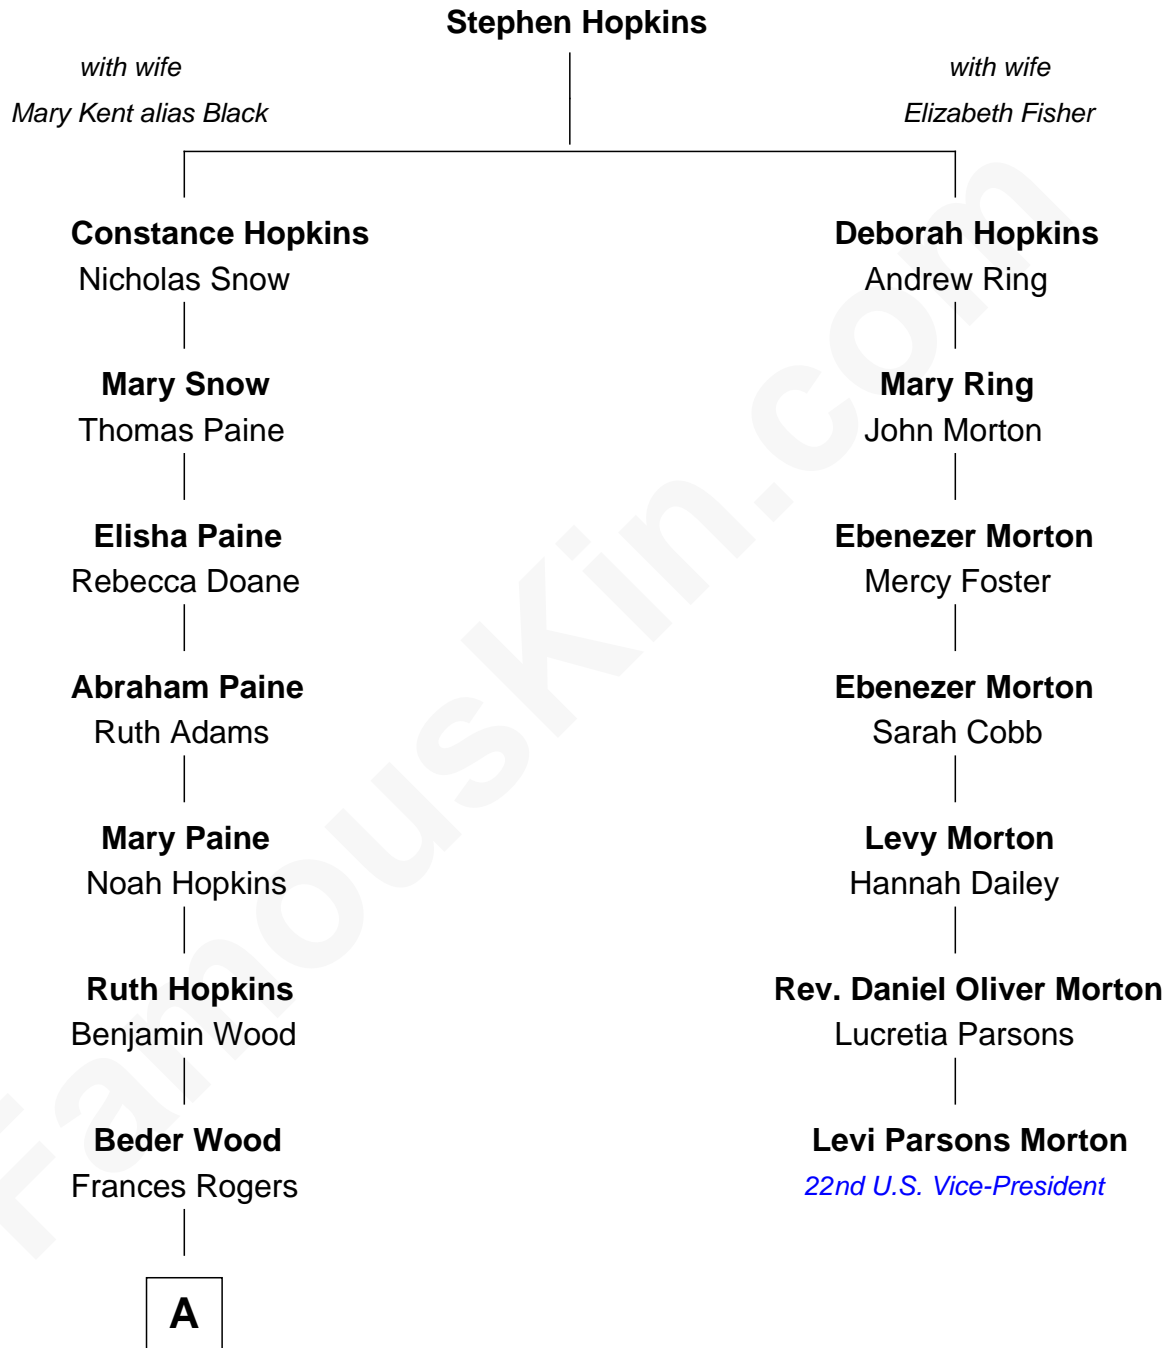 Stephen Hopkins
with wife
Mary Kent alias Black
with wife
Elizabeth Fisher
Constance Hopkins
Nicholas Snow
Deborah Hopkins
Andrew Ring
Mary Snow
Thomas Paine
Mary Ring
John Morton
Elisha Paine
Rebecca Doane
Ebenezer Morton
Mercy Foster
Abraham Paine
Ruth Adams
Ebenezer Morton
Sarah Cobb
Mary Paine
Noah Hopkins
Levy Morton
Hannah Dailey
Ruth Hopkins
Benjamin Wood
Rev. Daniel Oliver Morton
Lucretia Parsons
Beder Wood
Frances Rogers
Levi Parsons Morton
22nd U.S. Vice-President
A
FamousKin.com